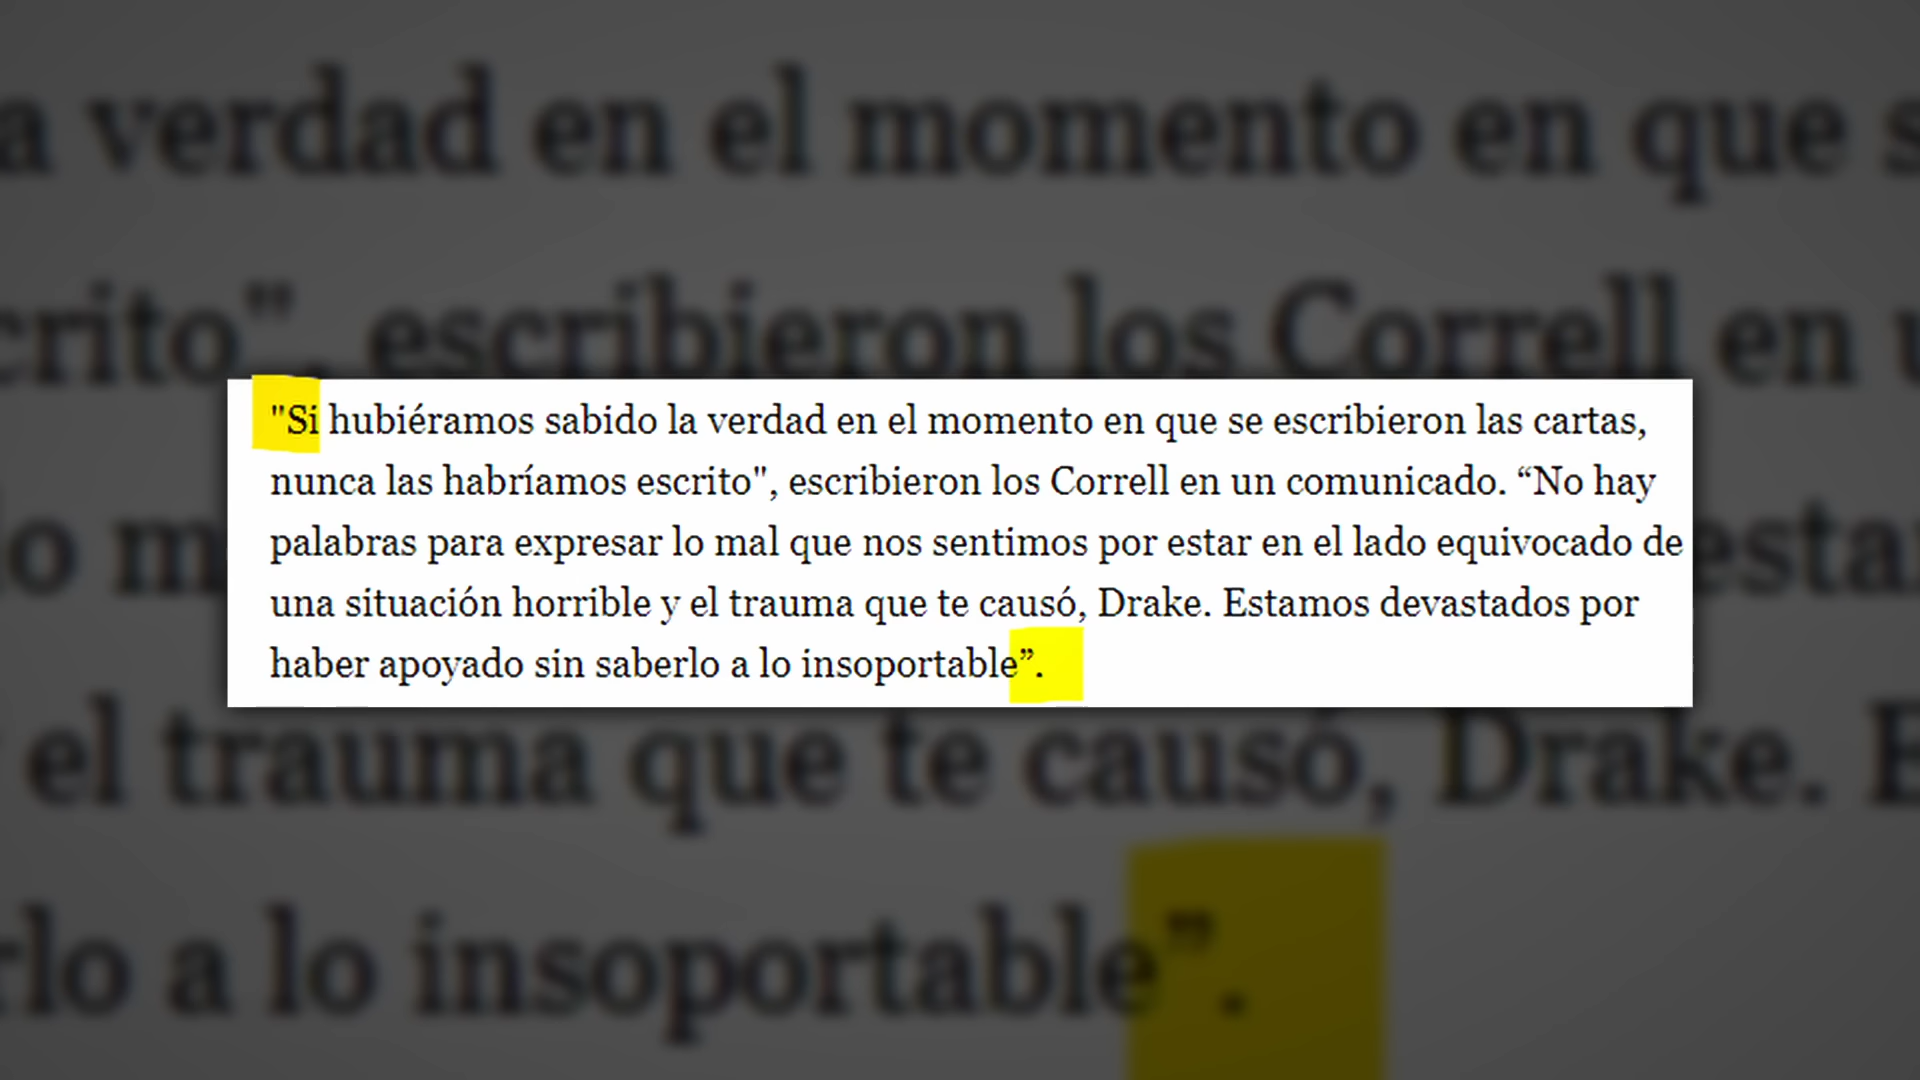 "Si hubiéramos sabido la verdad en el momento en que se escribieron las cartas,
nunca las habríamos escrito", escribieron los Correll en un comunicado. “No hay
palabras para expresar lo mal que nos sentimos por estar en el lado equivocado de
una situación horrible y el trauma que te causó, Drake. Estamos devastados por
haber apoyado sin saberlo a lo insoportable”.